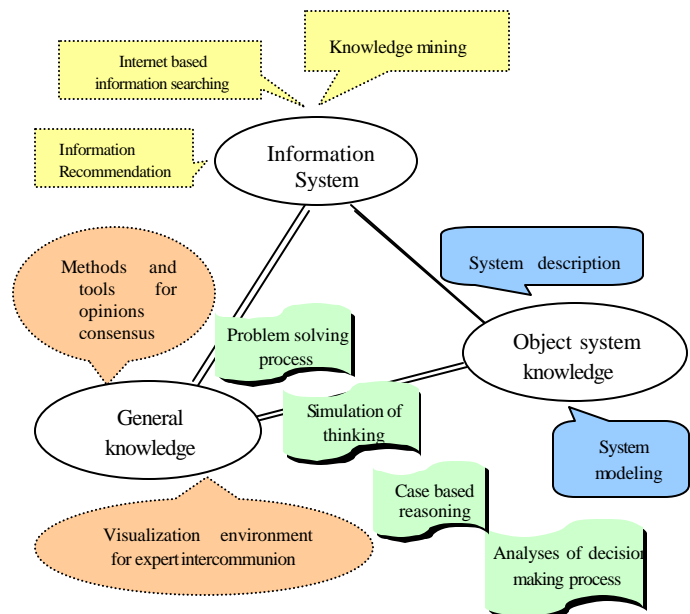 Knowledge mining
Internet based
information searching
Information
Recommendation
Information
System
Methods and
tools for
opinions
consensus
System description
Problem solving
process
Object system
knowledge
General
knowledge
Simulation of
thinking
System
modeling
Case based
reasoning
Visualization environment
for expert intercommunion
Analyses of decision
making process